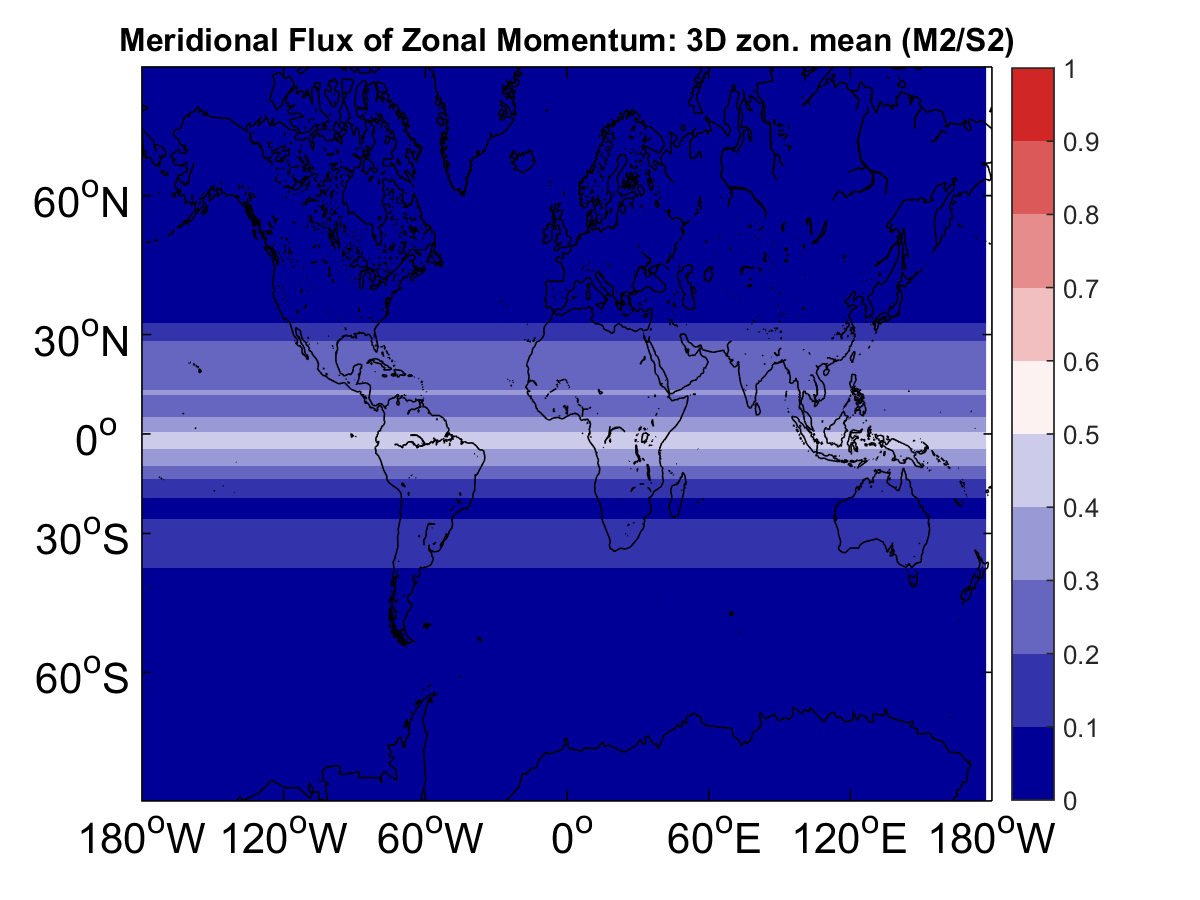 Meridional Flux of Zonal Momentum: 3D zon. mean (M2/S2)
1
0.9
0.8
0.7
0.6
0.5
0.4
0.3
0.2
0.1
0
60oN
30oN
0o
30oS
60oS
180oW 120oW 60oW 0o 60oE 120oE 180oW